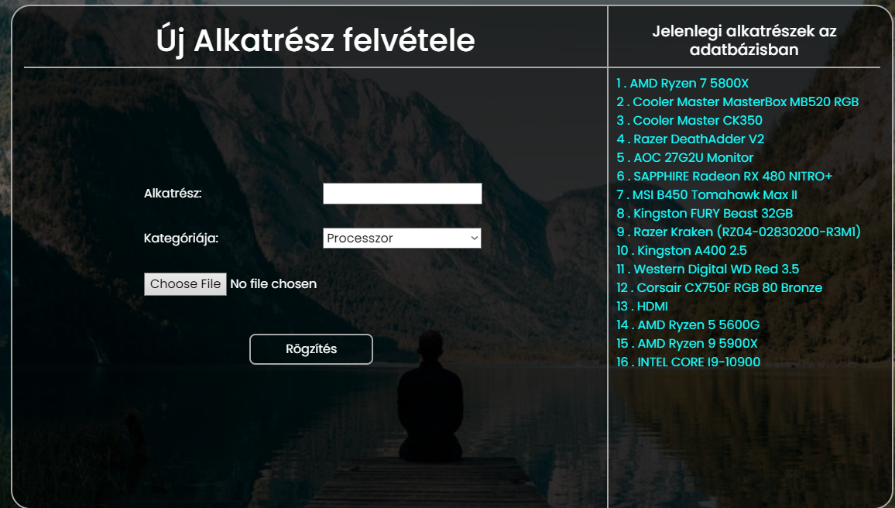 Új Alkatrész felvétele
Alkatrész:
Kategóriája:
Processzor
Choose File No file chosen
Rögzítés
Jelenlegi alkatrészek az
adatbázisban
1 . AMD Ryzen 7 5800X
2 . Cooler Master MasterBox MB520 RGB
3 . Cooler Master CK350
4 . Razer DeathAdder V2
5 . AOC 27G2U Monitor
6 . SAPPHIRE Radeon RX 480 NITRO+
7 . MSI B450 Tomahawk Max II
8 . Kingston FURY Beast 32GB
9 . Razer Kraken (RZ04-02830200-R3M1)
10 . Kingston A400 2.5
11 . Western Digital WD Red 3.5
12 . Corsair CX750F RGB 80 Bronze
13 . HDMI
14 . AMD Ryzen 5 5600G
15 . AMD Ryzen 9 5900X
16 . INTEL CORE I9-10900